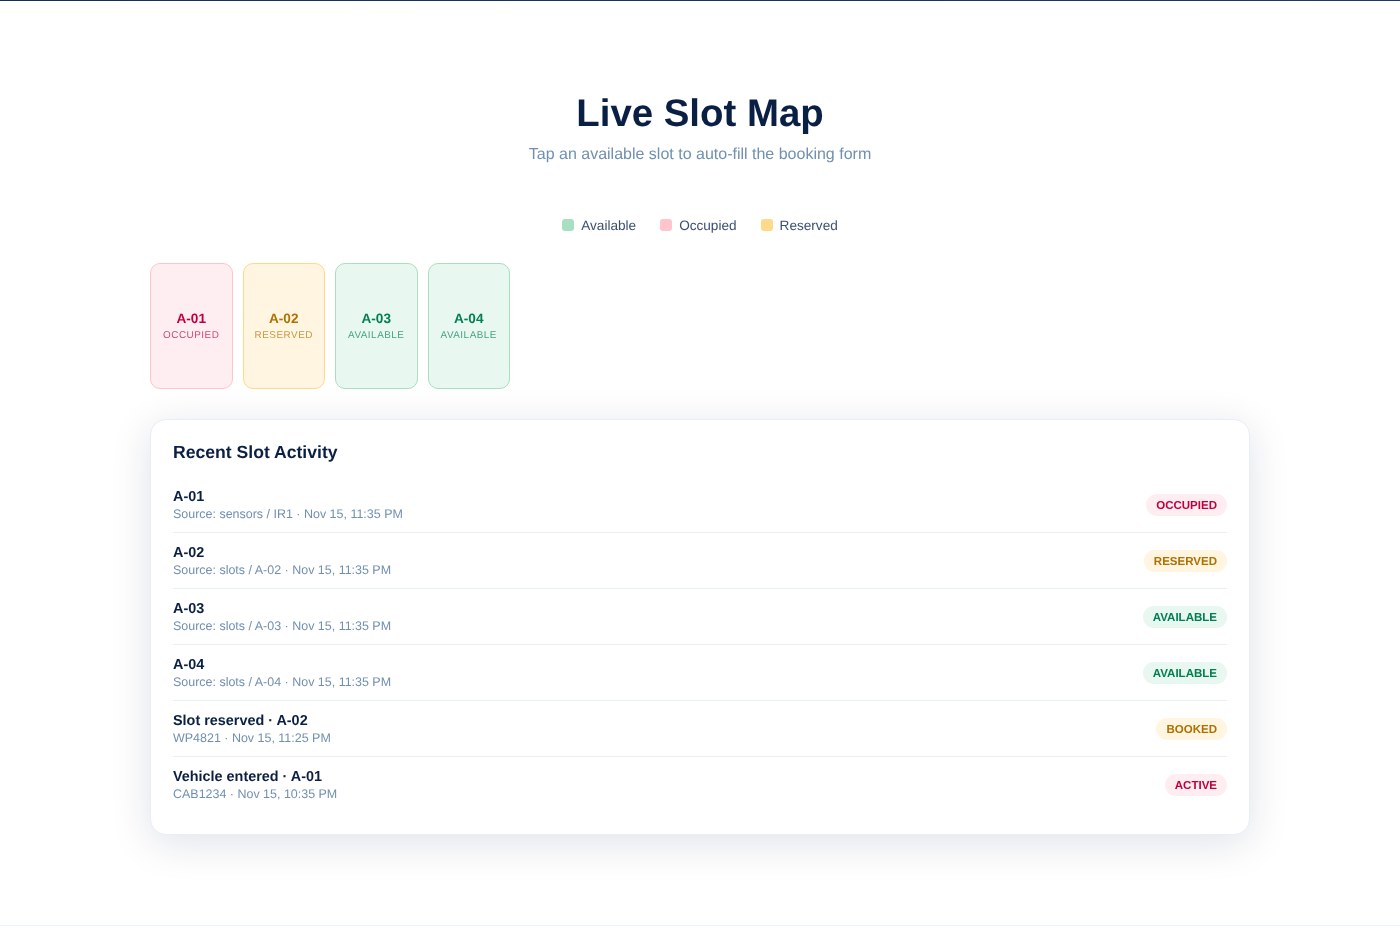 Live Slot Map
Tap an available slot to auto-fill the booking form
Available Occupied Reserved
A-01 A-02 A-03 A-04
OCCUPIED RESERVED AVAILABLE AVAILABLE
Recent Slot Activity
A-01
Source: sensors / IR1 · Nov 15, 11:35 PM
OCCUPIED
A-02
Source: slots / A-02 · Nov 15, 11:35 PM
RESERVED
A-03
Source: slots / A-03 · Nov 15, 11:35 PM
AVAILABLE
A-04
Source: slots / A-04 · Nov 15, 11:35 PM
AVAILABLE
Slot reserved · A-02
WP4821 · Nov 15, 11:25 PM
BOOKED
Vehicle entered · A-01
CAB1234 · Nov 15, 10:35 PM
ACTIVE